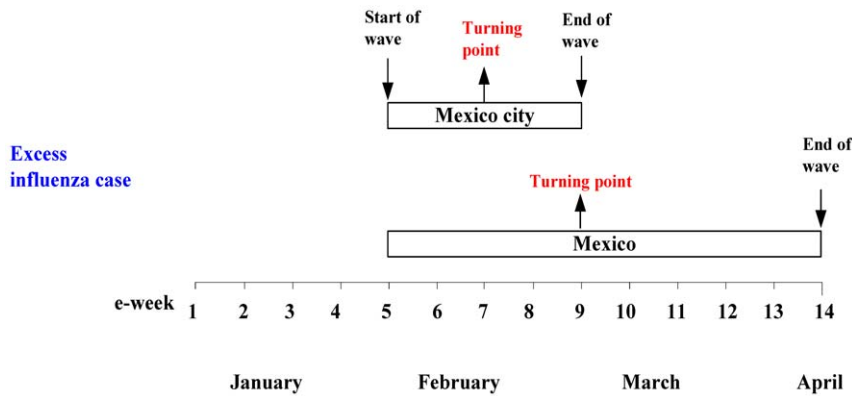 Start of
wave
Turning
point
End of
wave
Mexico city
Excess
influenza case
End of
wave
Turning point
Mexico
e-week 1 2 3 4 5 6 7 8 9 10 11 12 13 14
January February March April